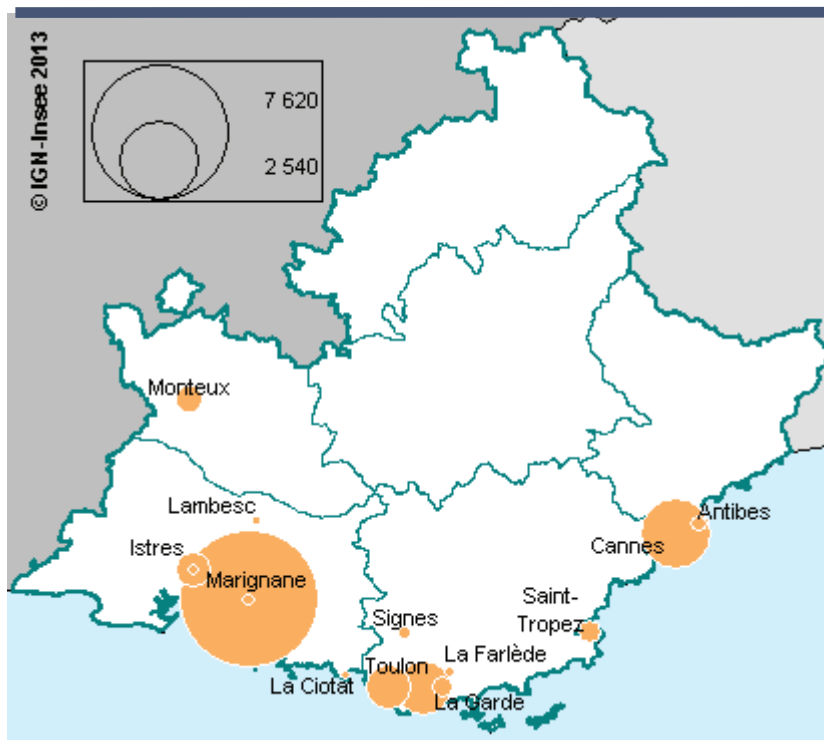 © IGN-Insee 2013
7 620
2 540
Monteux
Lambesc
Istres
Marignane
Antibes
Cannes
Saint-
Tropez
Signes
La Farlède
Toulon
La Ciotat
La Garde